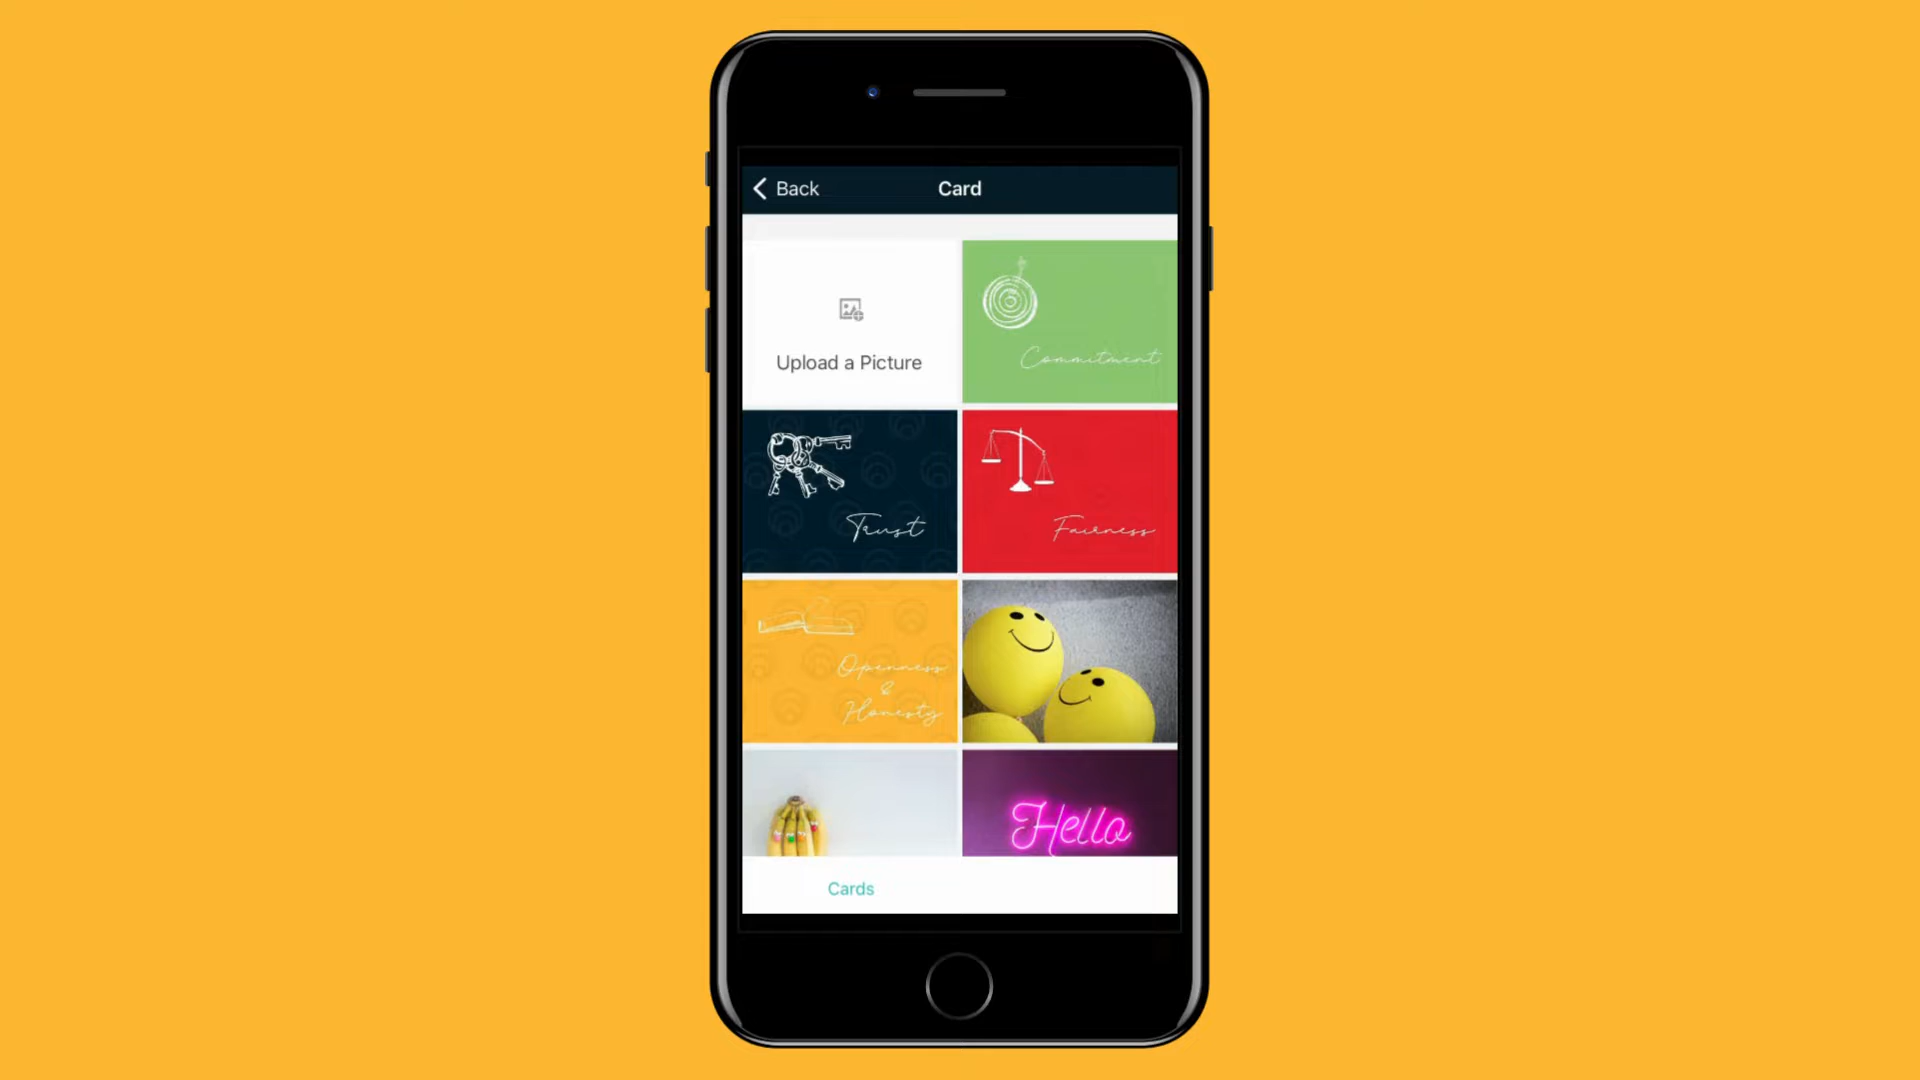 Back
Card
Upload a Picture
Commitment
Trust
Fairness
Openness
&
Honesty
Hello
Cards